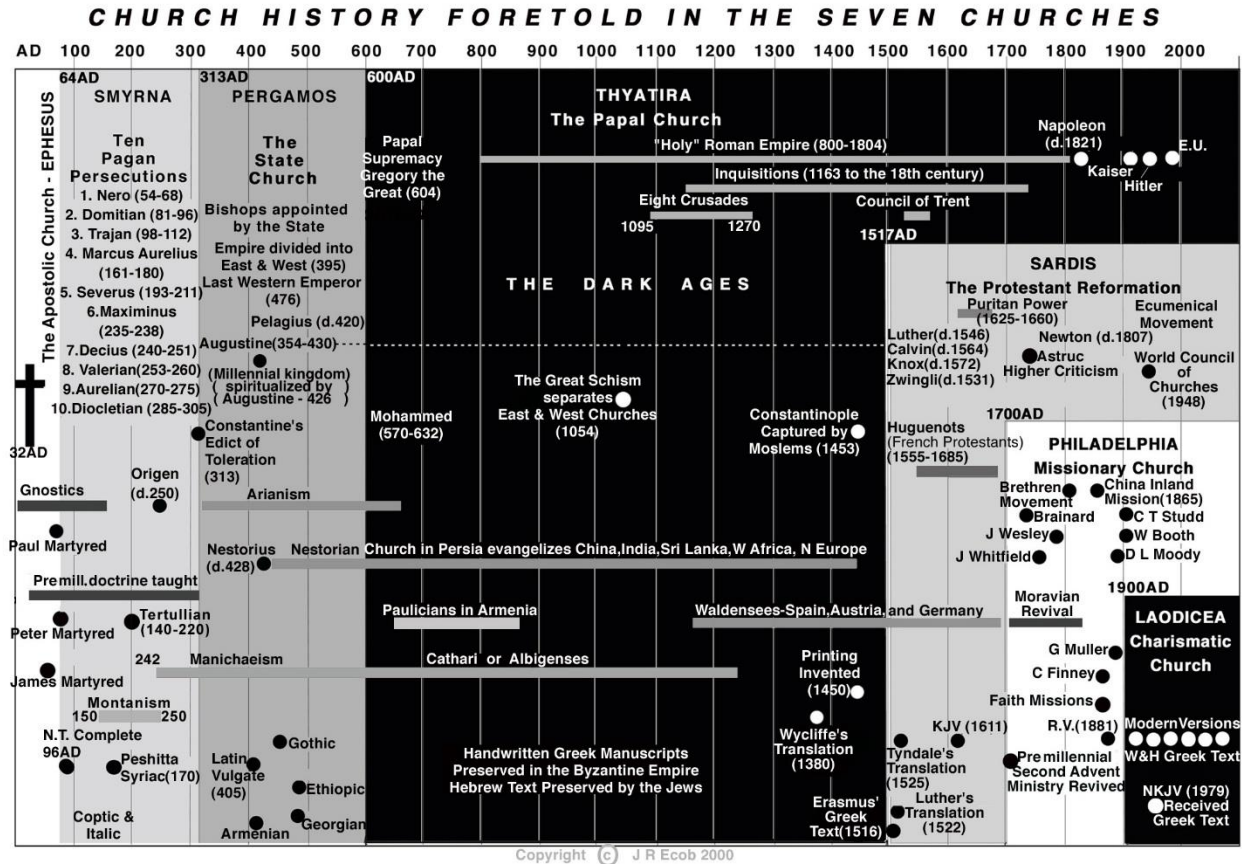 CHURCH HISTORY FORETOLD IN THE SEVEN CHURCHES
AD 100 200 300 400 500 600 800 900 1000 1100 1200 1300 1400 1500 1600 1700 1800 1900 2000
The Apostolic Church - EPHESUS
32AD
64AD
SMYRNA
Ten
Pagan
Persecutions
1. Nero (54-68)
2. Domitian (81-96)
3. Trajan (98-112)
4. Marcus Aurelius
(161-180)
5. Severus (193-211)
6.Maximinus
(235-238)
7.Decius (240-251)
8. Valerian(253-260)
9.Aurelian(270-275)
10.Diocletian (285-305)
313AD
PERGAMOS
The
State
Church
Bishops appointed
by the State
Empire divided into
East & West (395)
Last Western Emperor
(476)
Pelagius (d.420)
Augustine(354-430)
(Millennial kingdom)
( spiritualized by )
( Augustine - 426 )
Constantine's
Edict of
Toleration
(313)
600AD
THYATIRA
The Papal Church
Papal
Supremacy
Gregory the
Great (604)
"Holy" Roman Empire (800-1804)
Inquisitions (1163 to the 18th century)
Eight Crusades
1095 1270
Council of Trent
Napoleon
(d.1821)
Kaiser
Hitler
E.U.
THE DARK AGES
Mohammed
(570-632)
The Great Schism
separates
East & West Churches
(1054)
Constantinople
Captured by
Moslems (1453)
1517AD
SARDIS
The Protestant Reformation
Puritan Power
(1625-1660)
Ecumenical
Movement
Luther(d.1546)
Calvin(d.1564)
Knox(d.1572)
Zwingli(d.1531)
Newton (d.1807)
Astruc
Higher Criticism
World Council
of
Churches
(1948)
Huguenots
(French Protestants)
(1555-1685)
1700AD
PHILADELPHIA
Missionary Church
Brethren
Movement
China Inland
Mission(1865)
Brainard
C T Studd
J Wesley
W Booth
J Whitfield
D L Moody
Moravian
Revival
G Muller
C Finney
Faith Missions
R.V.(1881)
Premillennial
Second Advent
Ministry Revived
1900AD
LAODICEA
Charismatic
Church
Modern Versions
W&H Greek Text
NKJV (1979)
Received
Greek Text
Gnostics
Origen
(d.250)
Arianism
Paul Martyred
Nestorius
(d.428)
Nestorian Church in Persia evangelizes China,India,Sri Lanka,W Africa, N Europe
Premill.doctrine taught
Peter Martyred
Tertullian
(140-220)
Paulicians in Armenia
Waldensees-Spain,Austria,and Germany
James Martyred
242
Manichaeism
Cathari or Albigenses
Montanism
150 250
N.T. Complete
96AD
Peshitta
Syriac(170)
Coptic &
Italic
Gothic
Latin
Vulgate
(405)
Ethiopic
Georgian
Armenian
Handwritten Greek Manuscripts
Preserved in the Byzantine Empire
Hebrew Text Preserved by the Jews
Printing
Invented
(1450)
Wycliffe's
Translation
(1380)
Erasmus'
Greek
Text(1516)
KJV (1611)
Tyndale's
Translation
(1525)
Luther's
Translation
(1522)
Copyright (c) J R Ecob 2000